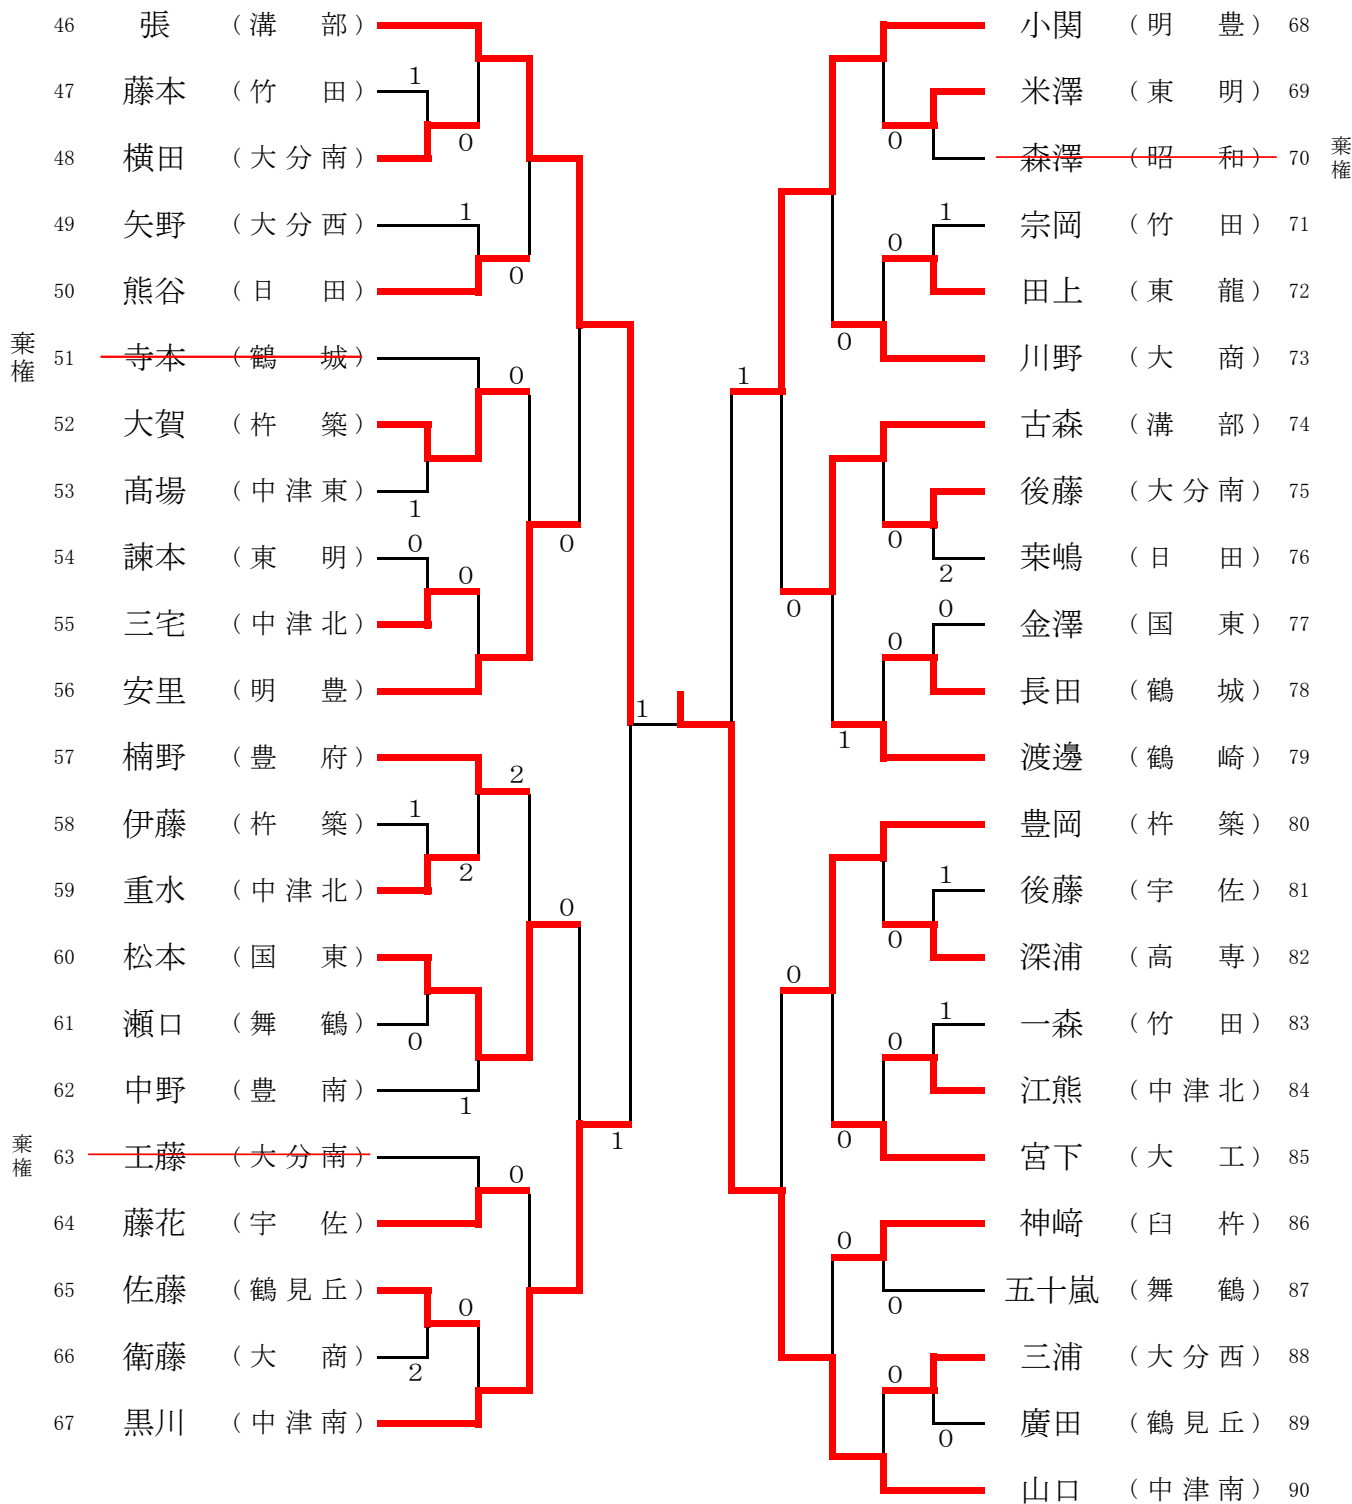 46 張 （溝 部）
47 藤本 （竹 田） 1
48 横田 （大分南） 0
49 矢野 （大分西） 1
50 熊谷 （日 田） 0
棄権 51 寺本 （鶴 城） 0
52 大賀 （杵 築）
53 髙場 （中津東） 1
54 諫本 （東 明） 0
0
0
55 三宅 （中津北）
56 安里 （明 豊）
1
57 楠野 （豊 府） 2
58 伊藤 （杵 築） 1
59 重水 （中津北） 2
0
60 松本 （国 東）
61 瀬口 （舞 鶴） 0
62 中野 （豊 南） 1
1
棄権 63 工藤 （大分南） 0
64 藤花 （宇 佐）
65 佐藤 （鶴見丘） 0
66 衛藤 （大 商） 2
67 黒川 （中津南）
小関 （明 豊） 68
米澤 （東 明） 69
0
森澤 （昭 和） 70 棄権
1 宗岡 （竹 田） 71
0
田上 （東 龍） 72
0
川野 （大 商） 73
1
古森 （溝 部） 74
後藤 （大分南） 75
0
2 桒嶋 （日 田） 76
0
0 金澤 （国 東） 77
0
長田 （鶴 城） 78
1
渡邊 （鶴 崎） 79
豊岡 （杵 築） 80
1 後藤 （宇 佐） 81
0
深浦 （高 専） 82
0
1 一森 （竹 田） 83
0
江熊 （中津北） 84
0
宮下 （大 工） 85
神﨑 （臼 杵） 86
0
0 五十嵐 （舞 鶴） 87
三浦 （大分西） 88
0
0 廣田 （鶴見丘） 89
山口 （中津南） 90